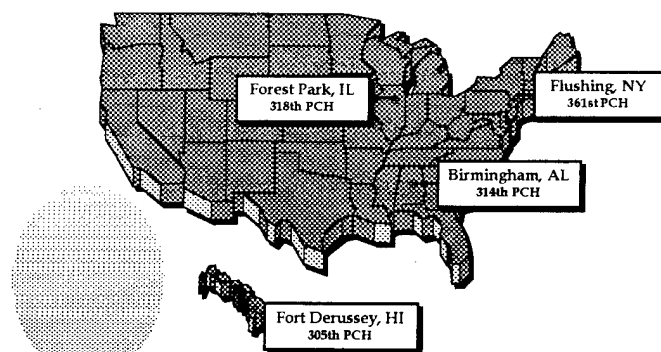 Forest Park, IL
318th PCH
Flushing, NY
361st PCH
Birmingham, AL
314th PCH
Fort Derussey, HI
305th PCH